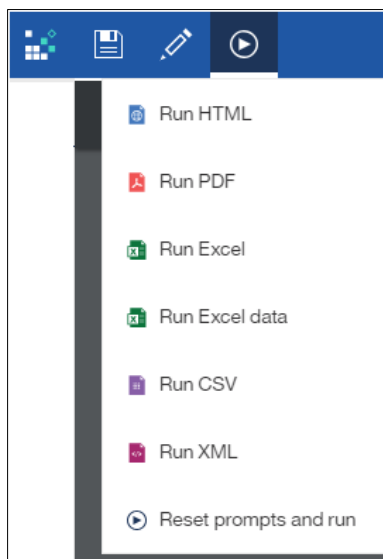 Run HTML
Run PDF
Run Excel
Run Excel data
Run CSV
Run XML
Reset prompts and run